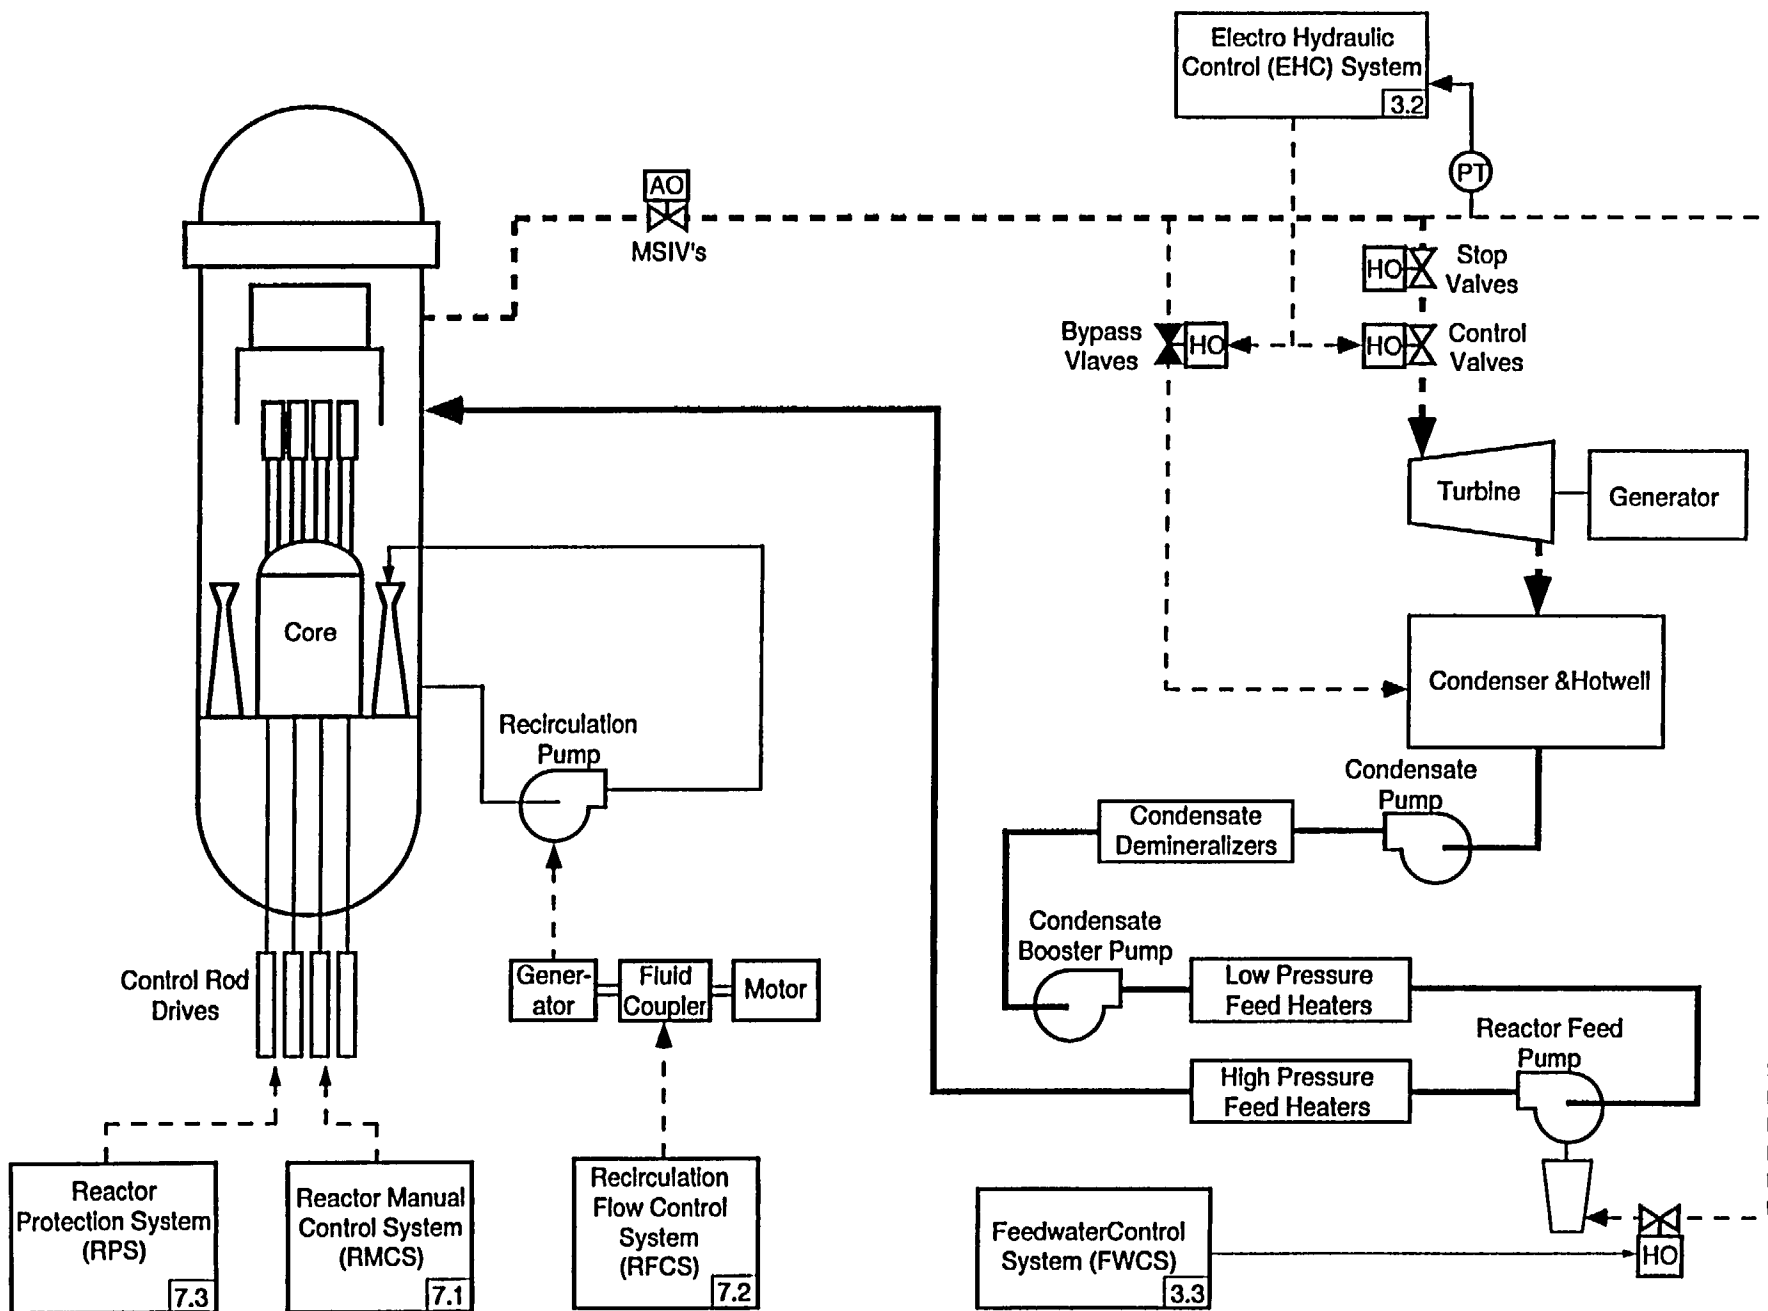 Electro Hydraulic
Control (EHC) System
3.2
PT
AO
MSIV's
HO
Stop
Valves
Bypass
Vlaves
HO
HO
Control
Valves
Turbine
Generator
Core
Condenser &Hotwell
Recirculation
Pump
Condensate
Pump
Condensate
Demineralizers
Condensate
Booster Pump
Low Pressure
Feed Heaters
Control Rod
Drives
Gener-
ator
Fluid
Coupler
Motor
Reactor Feed
Pump
High Pressure
Feed Heaters
Reactor
Protection System
(RPS)
7.3
Reactor Manual
Control System
(RMCS)
7.1
Recirculation
Flow Control
System
(RFCS)
7.2
FeedwaterControl
System (FWCS)
3.3
HO